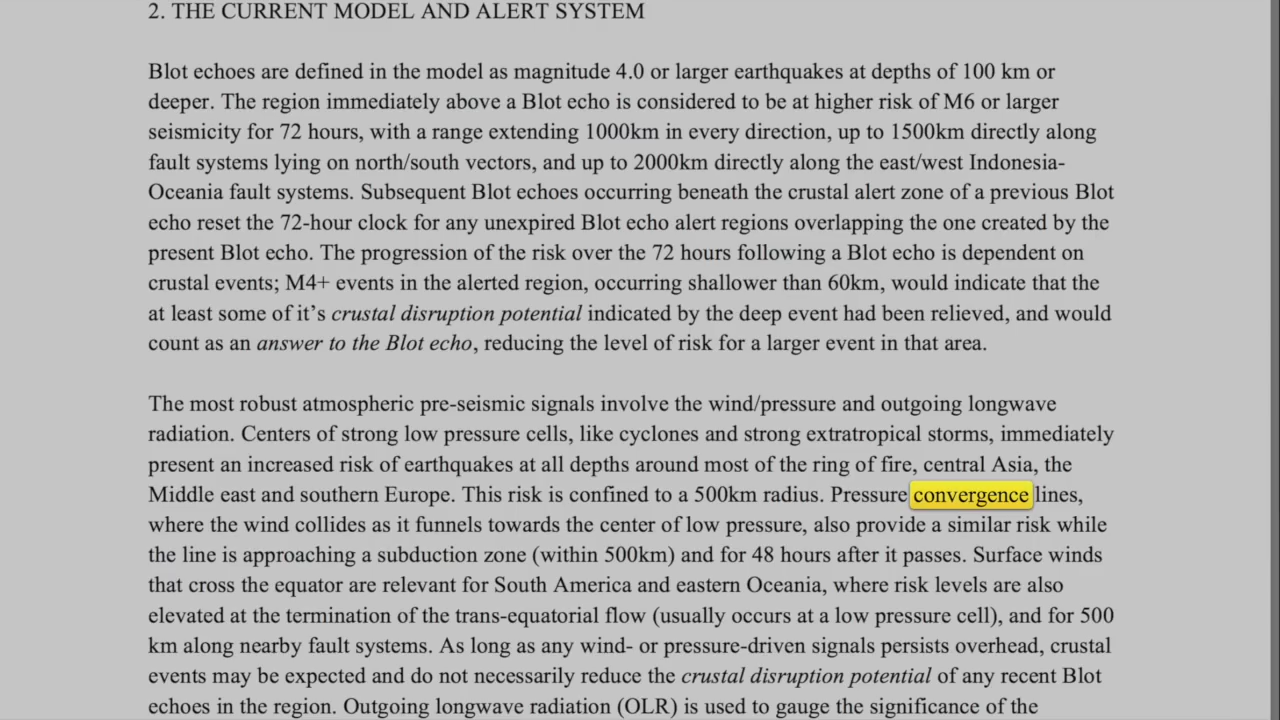 2. THE CURRENT MODEL AND ALERT SYSTEM
Blot echoes are defined in the model as magnitude 4.0 or larger earthquakes at depths of 100 km or
deeper. The region immediately above a Blot echo is considered to be at higher risk of M6 or larger
seismicity for 72 hours, with a range extending 1000km in every direction, up to 1500km directly along
fault systems lying on north/south vectors, and up to 2000km directly along the east/west Indonesia-
Oceania fault systems. Subsequent Blot echoes occurring beneath the crustal alert zone of a previous Blot
echo reset the 72-hour clock for any unexpired Blot echo alert regions overlapping the one created by the
present Blot echo. The progression of the risk over the 72 hours following a Blot echo is dependent on
crustal events; M4+ events in the alerted region, occurring shallower than 60km, would indicate that the
at least some of it’s crustal disruption potential indicated by the deep event had been relieved, and would
count as an answer to the Blot echo, reducing the level of risk for a larger event in that area.
The most robust atmospheric pre-seismic signals involve the wind/pressure and outgoing longwave
radiation. Centers of strong low pressure cells, like cyclones and strong extratropical storms, immediately
present an increased risk of earthquakes at all depths around most of the ring of fire, central Asia, the
Middle east and southern Europe. This risk is confined to a 500km radius. Pressure convergence lines,
where the wind collides as it funnels towards the center of low pressure, also provide a similar risk while
the line is approaching a subduction zone (within 500km) and for 48 hours after it passes. Surface winds
that cross the equator are relevant for South America and eastern Oceania, where risk levels are also
elevated at the termination of the trans-equatorial flow (usually occurs at a low pressure cell), and for 500
km along nearby fault systems. As long as any wind- or pressure-driven signals persists overhead, crustal
events may be expected and do not necessarily reduce the crustal disruption potential of any recent Blot
echoes in the region. Outgoing longwave radiation (OLR) is used to gauge the significance of the